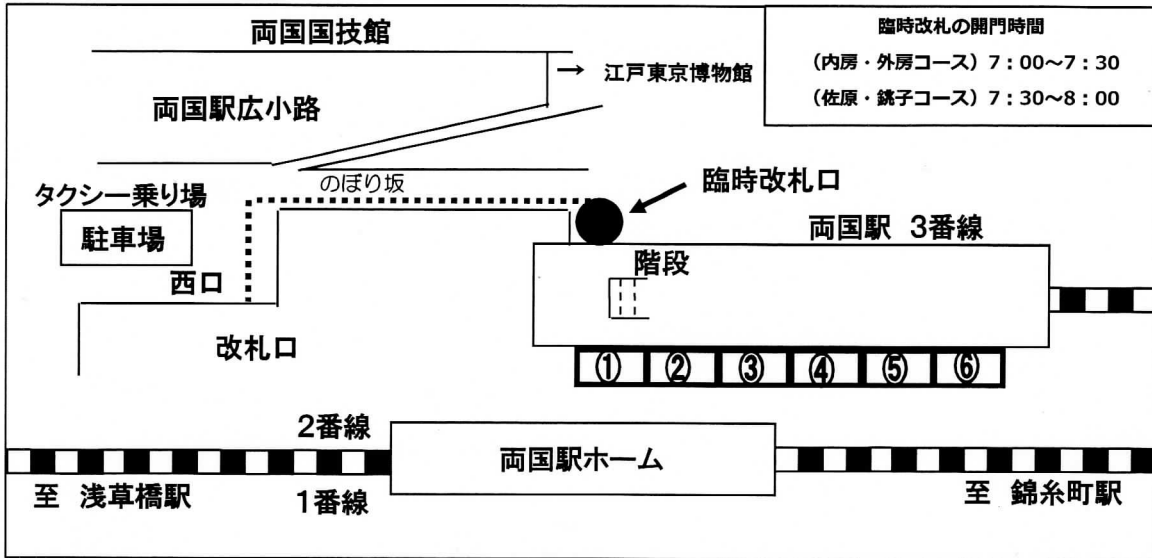 両国国技館
臨時改札の開門時間
(内房・外房コース) 7:00～7:30
(佐原・銚子コース) 7:30～8:00
→ 江戸東京博物館
両国駅広小路
のぼり坂
臨時改札口
タクシー乗り場
駐車場
両国駅 3番線
階段
西口
改札口
① ② ③ ④ ⑤ ⑥
2番線
両国駅ホーム
至 浅草橋駅
1番線
至 錦糸町駅